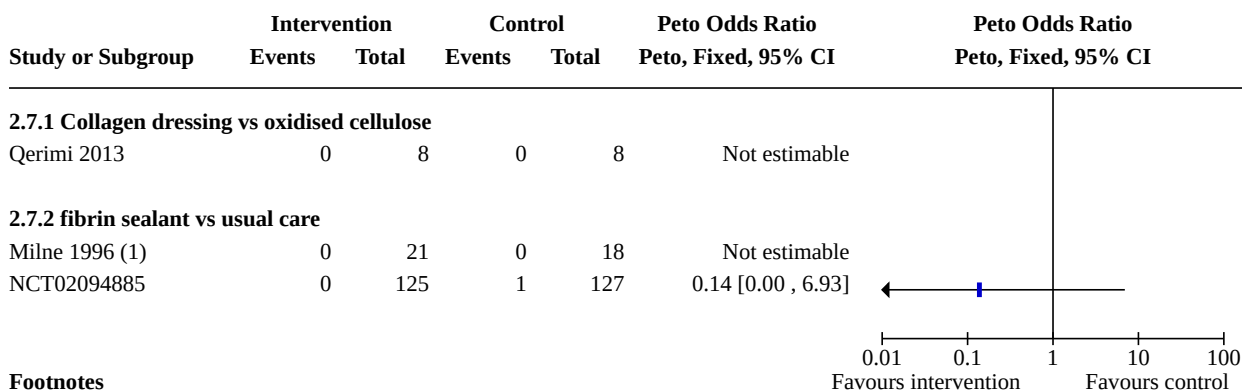 Intervention Control Peto Odds Ratio Peto Odds Ratio
Study or Subgroup Events Total Events Total Peto, Fixed, 95% CI Peto, Fixed, 95% CI
2.7.1 Collagen dressing vs oxidised cellulose
Qerimi 2013 0 8 0 8 Not estimable
2.7.2 fibrin sealant vs usual care
Milne 1996 (1) 0 21 0 18 Not estimable
NCT02094885 0 125 1 127 0.14 [0.00 , 6.93]
0.01 0.1 1 10 100
Footnotes Favours intervention Favours control